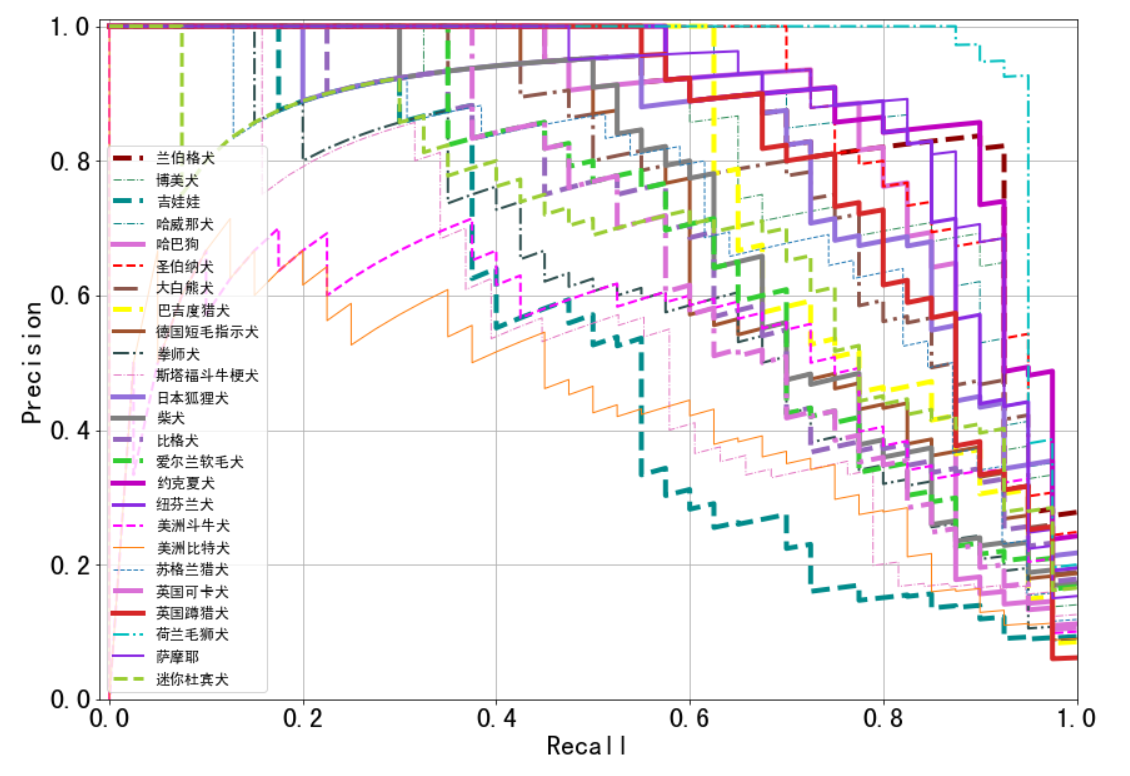 1.0
0.8
0.6
0.4
0.2
0.0
Precision
兰伯格犬
博美犬
吉娃娃
哈威那犬
哈巴狗
圣伯纳犬
大白熊犬
巴吉度猎犬
德国短毛指示犬
拳师犬
斯塔福斗牛梗犬
日本狐狸犬
柴犬
比格犬
爱尔兰软毛犬
约克夏犬
纽芬兰犬
美洲斗牛犬
美洲比特犬
苏格兰猎犬
英国可卡犬
英国蹲猎犬
荷兰毛狮犬
萨摩耶
迷你杜宾犬
0.0 0.2 0.4 0.6 0.8 1.0
Recall